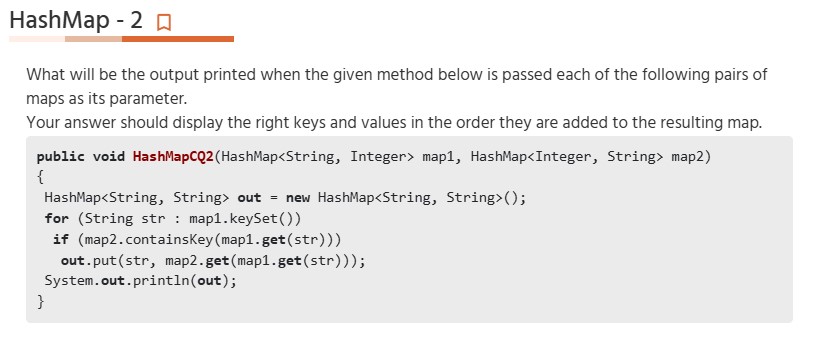 HashMap - 2
What will be the output printed when the given method below is passed each of the following pairs of
maps as its parameter.
Your answer should display the right keys and values in the order they are added to the resulting map.
public void HashMapCQ2(HashMap<String, Integer> map1, HashMap<Integer, String> map2)
{
HashMap<String, String> out = new HashMap<String, String>();
for (String str : map1.keySet())
if (map2.containsKey(map1.get(str)))
out.put(str, map2.get(map1.get(str)));
System.out.println(out);
}